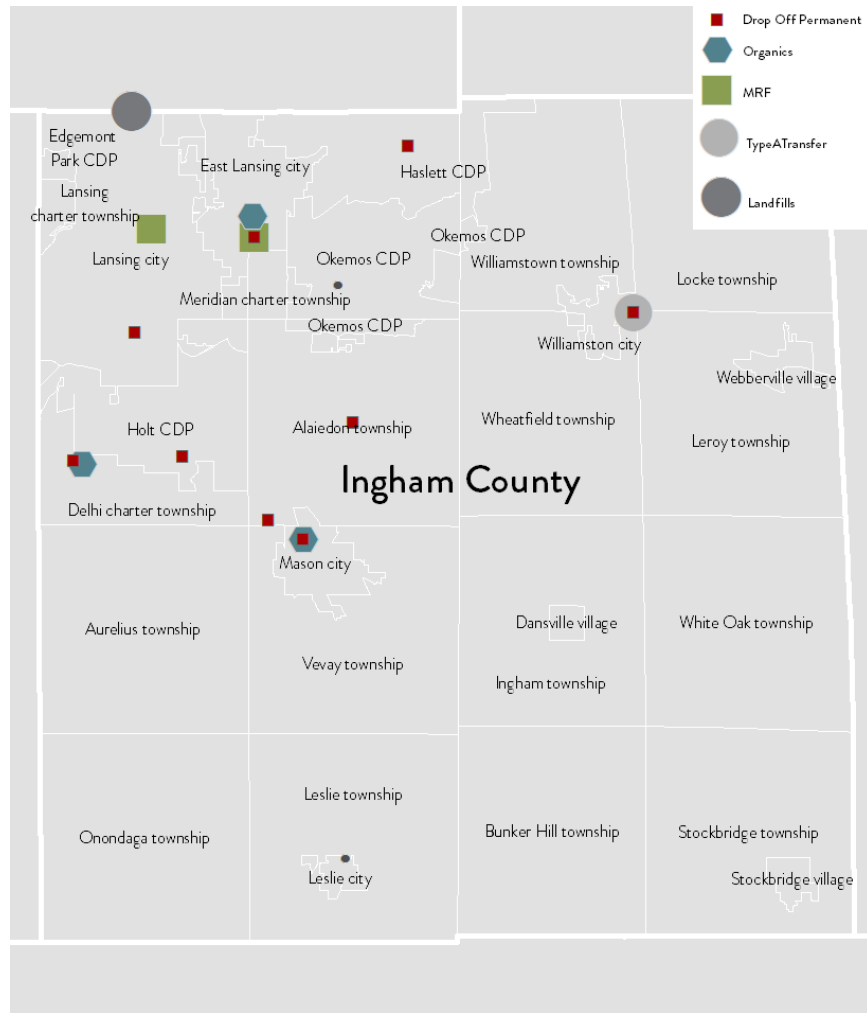 Drop Off Permanent
Organics
MRF
TypeATransfer
Landfills
Edgemont
Park CDP
East Lansing city
Haslett CDP
Lansing
charter township
Lansing city
Okemos CDP
Okemos CDP
Williamstown township
Locke township
Meridian charter township
Okemos CDP
Williamston city
Webberville village
Holt CDP
Alaiedon township
Wheatfield township
Leroy township
Ingham County
Delhi charter township
Mason city
Aurelius township
Dansville village
White Oak township
Vevay township
Ingham township
Leslie township
Onondaga township
Bunker Hill township
Stockbridge township
Leslie city
Stockbridge village